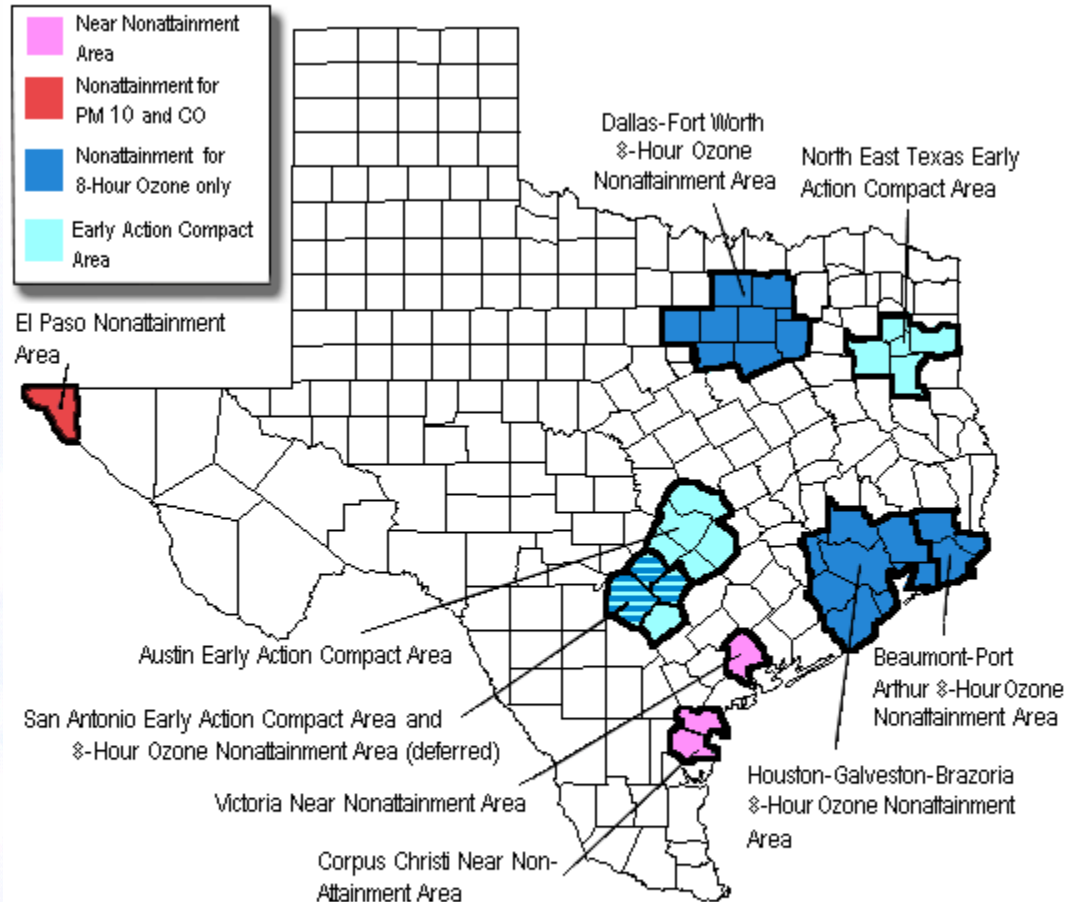 Near Nonattainment
Area
Nonattainment for
PM 10 and CO
Nonattainment for
8-Hour Ozone only
Early Action Compact
Area
Dallas-Fort Worth
8-Hour Ozone
Nonattainment Area
North East Texas Early
Action Compact Area
El Paso Nonattainment
Area
Austin Early Action Compact Area
San Antonio Early Action Compact Area and
8-Hour Ozone Nonattainment Area (deferred)
Victoria Near Nonattainment Area
Corpus Christi Near Non-
Attainment Area
Beaumont-Port
Arthur 8-Hour Ozone
Nonattainment Area
Houston-Galveston-Brazoria
8-Hour Ozone Nonattainment
Area